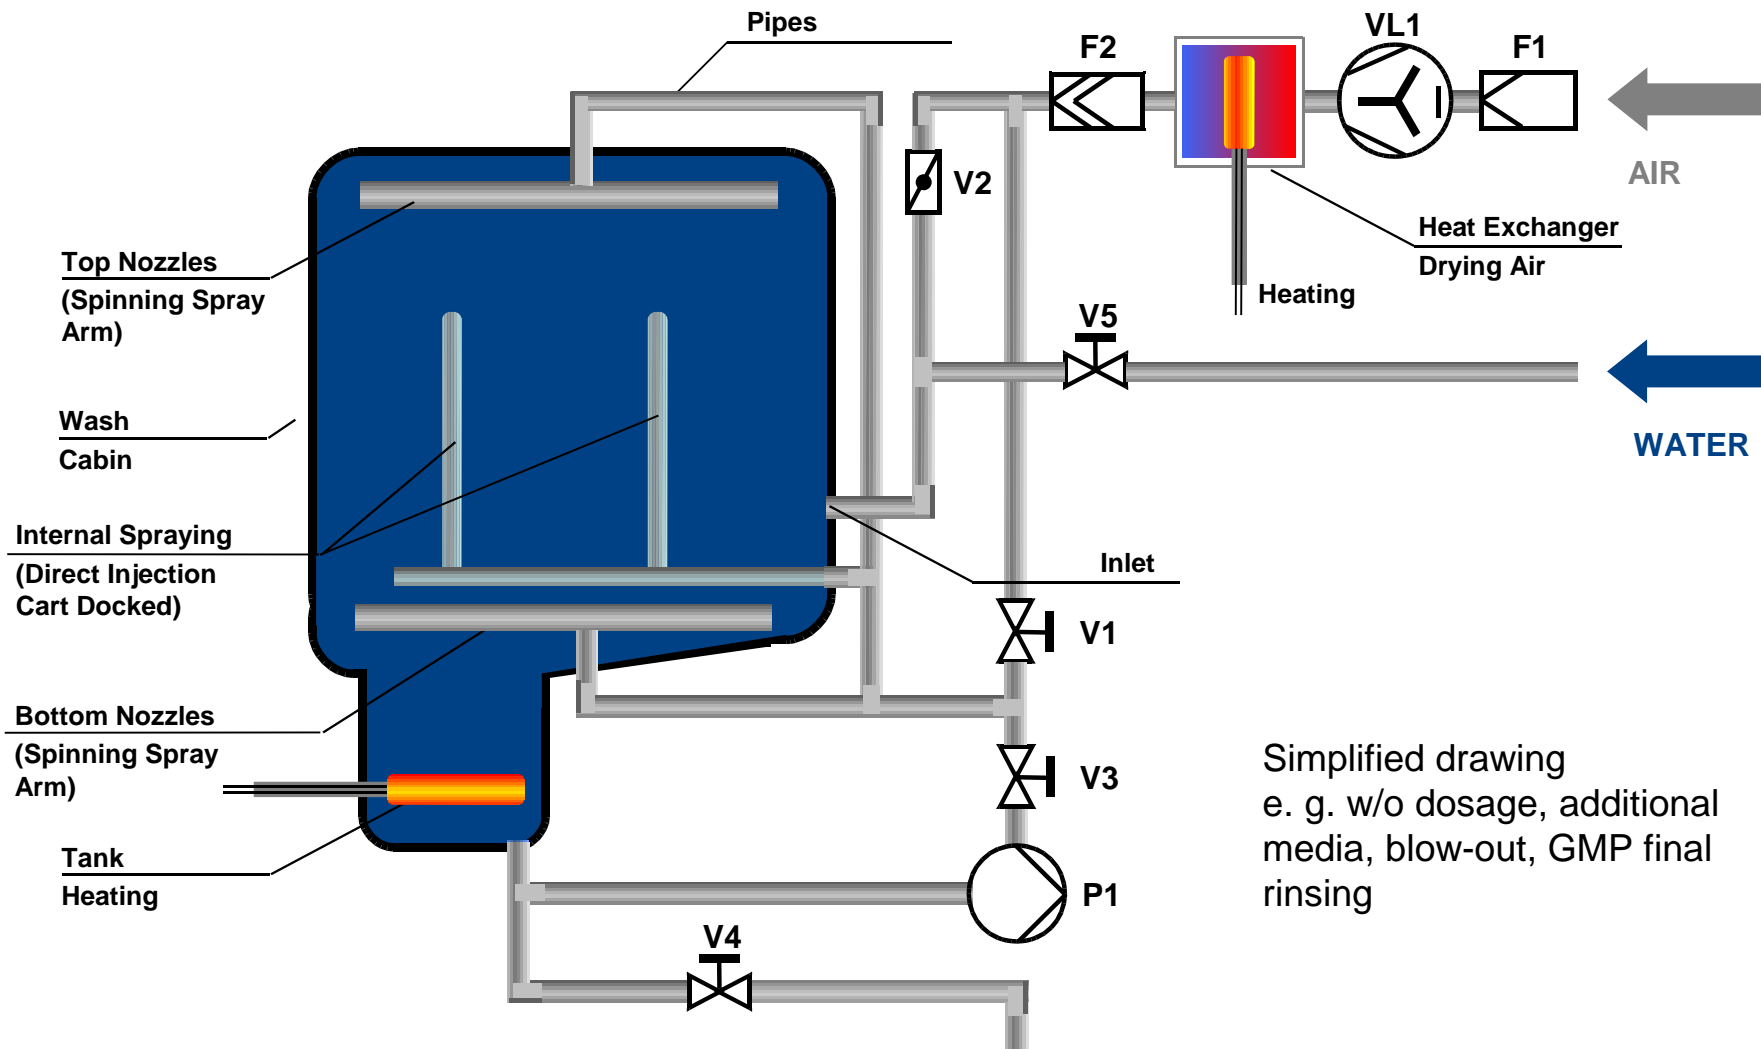 Pipes
F2
VL1
F1
V2
AIR
Top Nozzles
(Spinning Spray
Arm)
Heat Exchanger
Drying Air
Heating
V5
Wash
Cabin
WATER
Internal Spraying
(Direct Injection
Cart Docked)
Inlet
V1
Bottom Nozzles
(Spinning Spray
Arm)
V3
Simplified drawing
e. g. w/o dosage, additional
media, blow-out, GMP final
rinsing
Tank
Heating
P1
V4